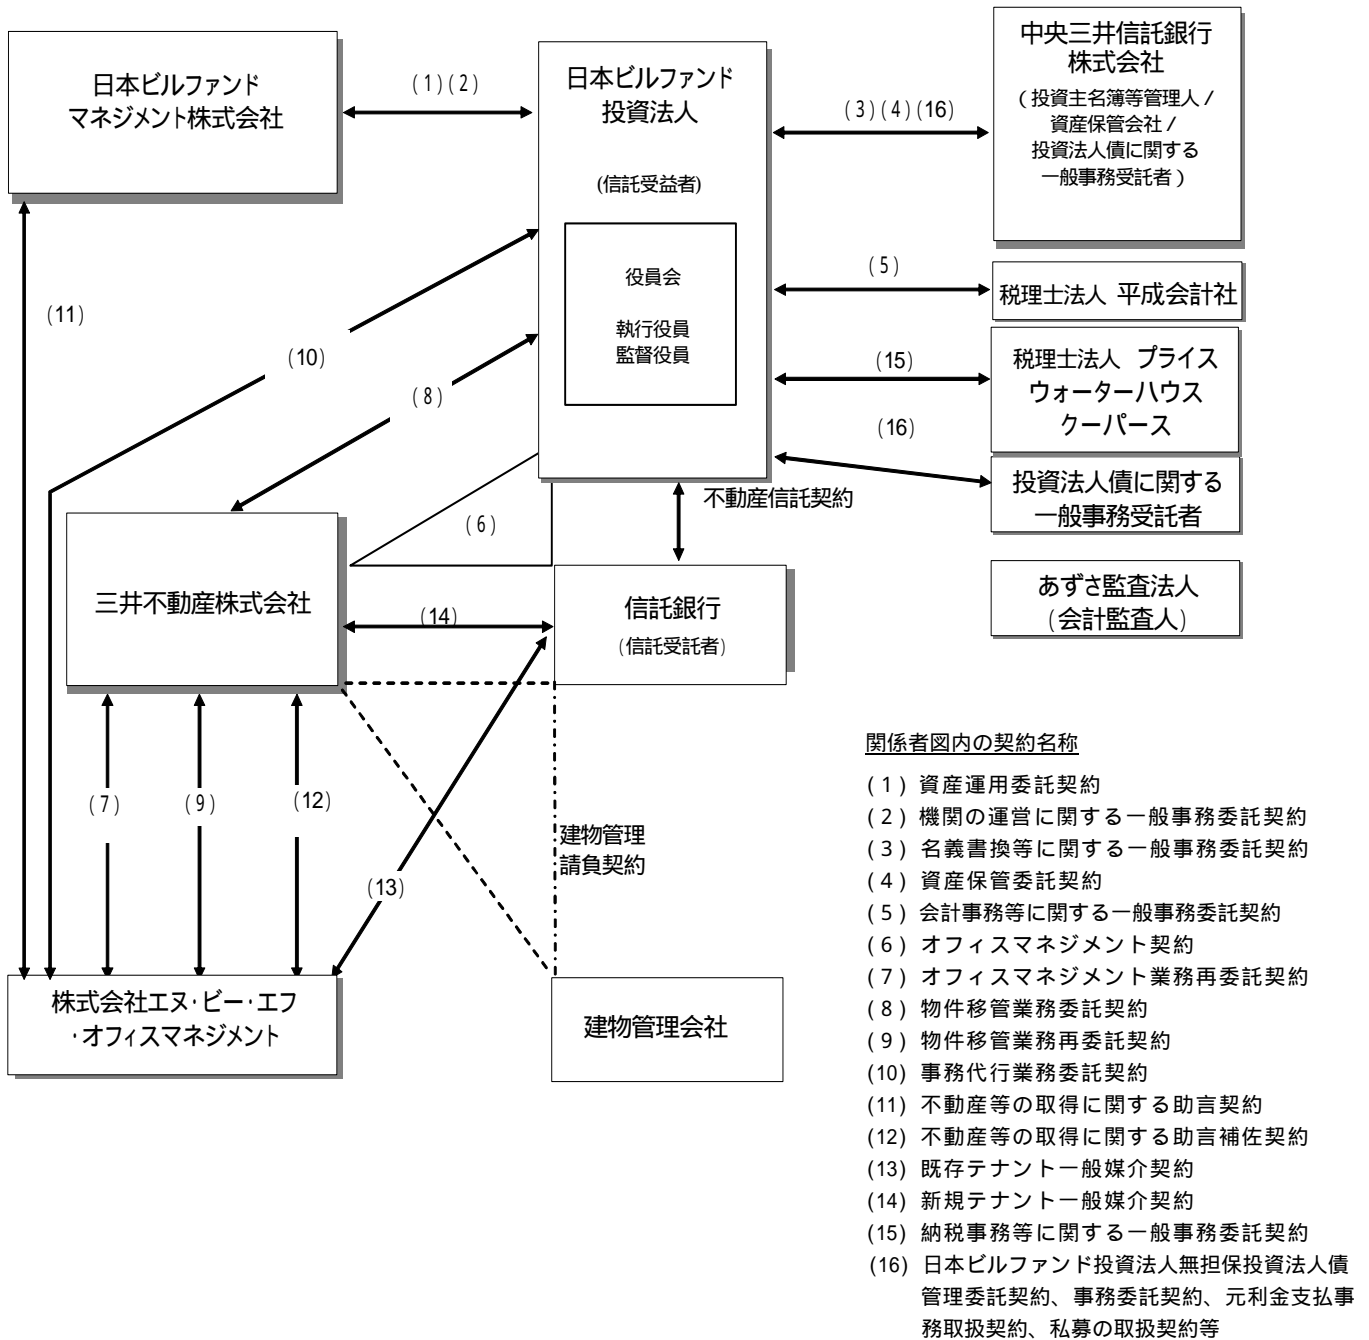 日本ビルファンド
マネジメント株式会社
(1)(2)
日本ビルファンド
投資法人
(信託受益者)
役員会
執行役員
監督役員
(3)(4)(16)
中央三井信託銀行
株式会社
(投資主名簿等管理人/
資産保管会社/
投資法人債に関する
一般事務受託者)
(5)
税理士法人 平成会計社
(15)
税理士法人 プライス
ウォーターハウス
クーパース
(16)
投資法人債に関する
一般事務受託者
あずさ監査法人
(会計監査人)
(11)
(10)
(8)
(6)
不動産信託契約
三井不動産株式会社
(14)
信託銀行
(信託受託者)
(7)
(9)
(12)
(13)
建物管理
請負契約
株式会社エヌ・ビー・エフ
・オフィスマネジメント
建物管理会社
関係者図内の契約名称
(1) 資産運用委託契約
(2) 機関の運営に関する一般事務委託契約
(3) 名義書換等に関する一般事務委託契約
(4) 資産保管委託契約
(5) 会計事務等に関する一般事務委託契約
(6) オフィスマネジメント契約
(7) オフィスマネジメント業務再委託契約
(8) 物件移管業務委託契約
(9) 物件移管業務再委託契約
(10) 事務代行業務委託契約
(11) 不動産等の取得に関する助言契約
(12) 不動産等の取得に関する助言補佐契約
(13) 既存テナント一般媒介契約
(14) 新規テナント一般媒介契約
(15) 納税事務等に関する一般事務委託契約
(16) 日本ビルファンド投資法人無担保投資法人債
管理委託契約、事務委託契約、元利金支払事
務取扱契約、私募の取扱契約等